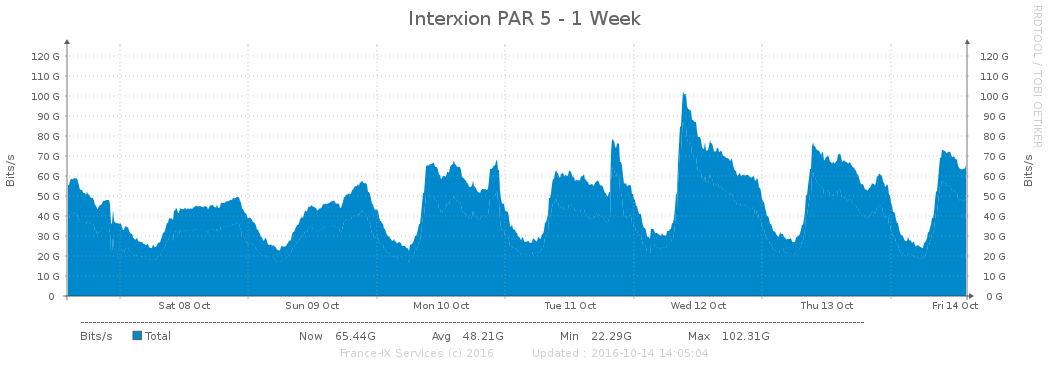 Interxion PAR 5 - 1 Week
RRDTOOL / TOBI OETIKER
Bits/s
120 G 120 G
110 G 110 G
100 G 100 G
90 G 90 G
80 G 80 G
70 G 70 G
60 G 60 G
50 G 50 G
40 G 40 G
30 G 30 G
20 G 20 G
10 G 10 G
0 0 G
Bits/s
Sat 08 Oct Sun 09 Oct Mon 10 Oct Tue 11 Oct Wed 12 Oct Thu 13 Oct Fri 14 Oct
Bits/s Total Now 65.44G Avg 48.21G Min 22.29G Max 102.31G
France-IX Services (c) 2016 Updated : 2016-10-14 14:05:04